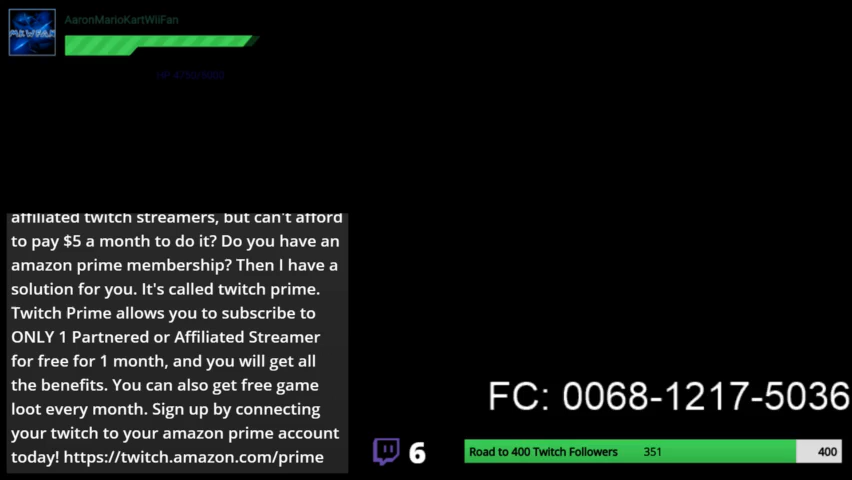 AaronMarioKartWiiFan
MKWFAN
affiliated twitch streamers, but can't afford
to pay $5 a month to do it? Do you have an
amazon prime membership? Then I have a
solution for you. It's called twitch prime.
Twitch Prime allows you to subscribe to
ONLY 1 Partnered or Affiliated Streamer
for free for 1 month, and you will get all
the benefits. You can also get free game
loot every month. Sign up by connecting
your twitch to your amazon prime account
today! https://twitch.amazon.com/prime
FC: 0068-1217-5036
6
Road to 400 Twitch Followers 351 400